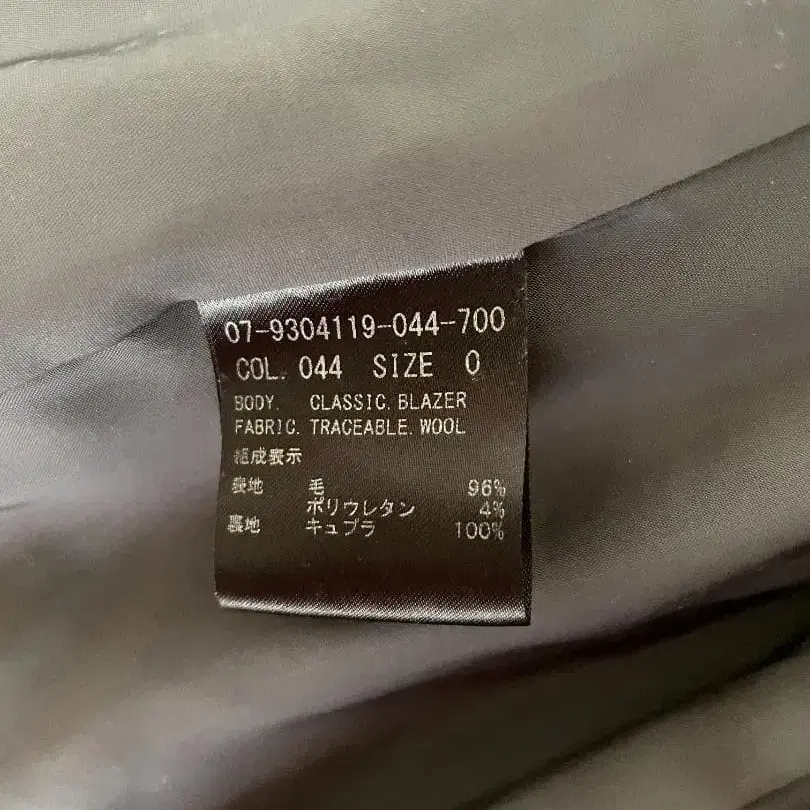 07-9304119-044-700
COL. 044 SIZE 0
BODY. CLASSIC.BLAZER
FABRIC. TRACEABLE.WOOL
組成表示
表地 毛 96%
ポリウレタン 4%
裏地 キュプラ 100%